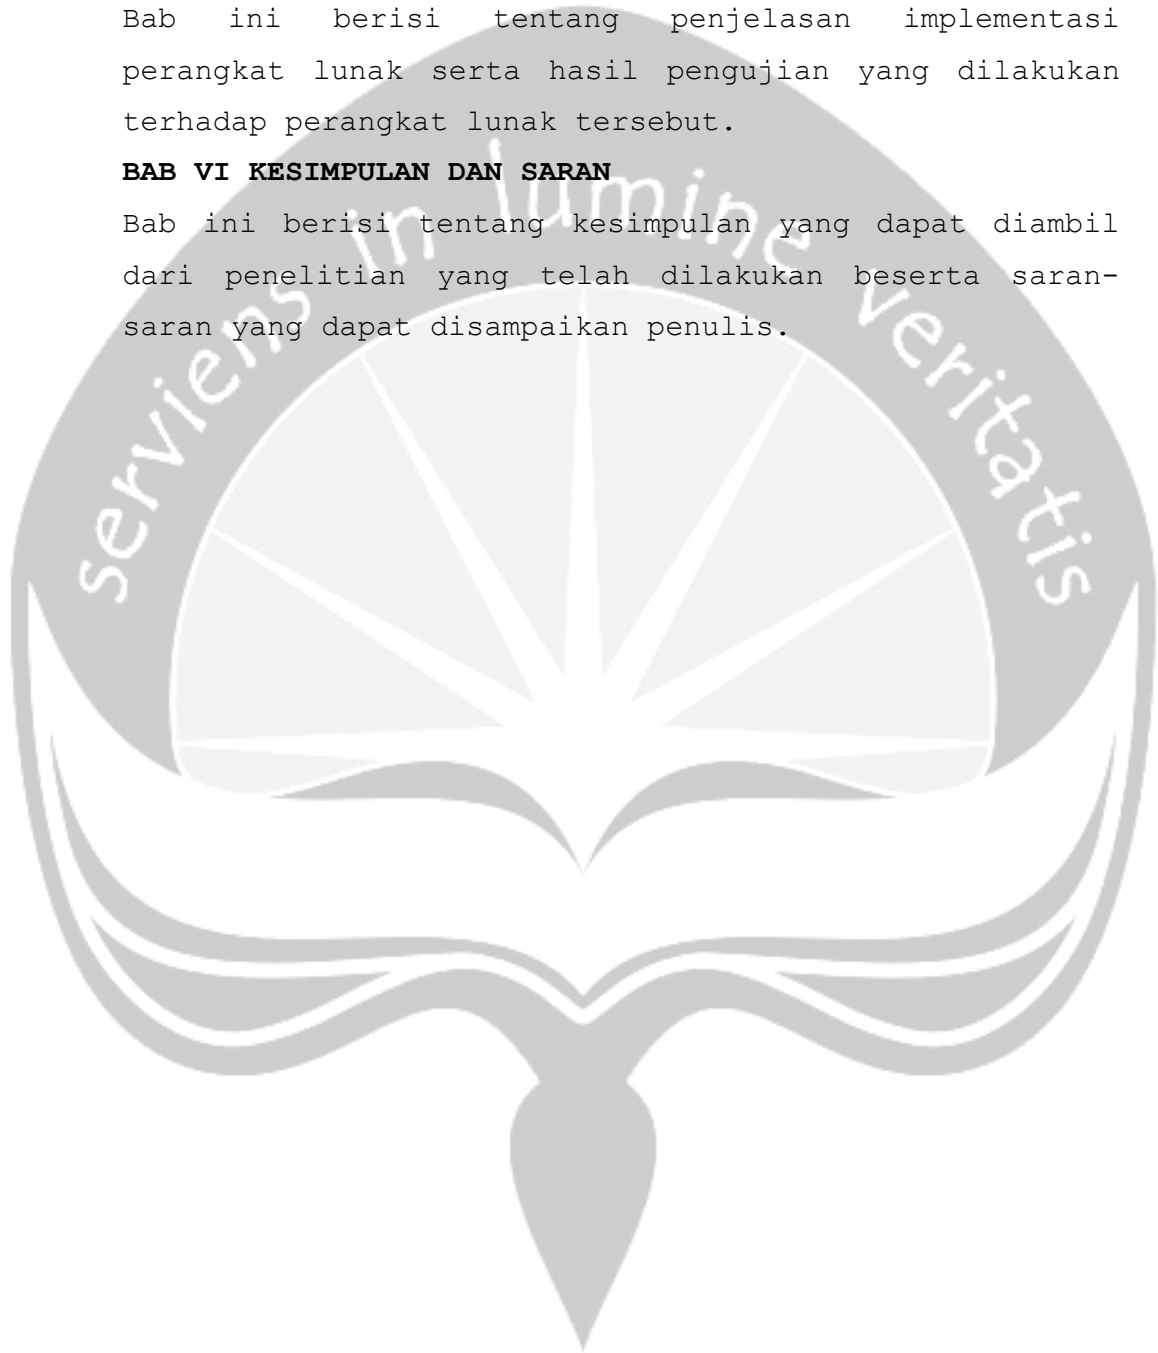 Bab ini berisi tentang penjelasan implementasi
perangkat lunak serta hasil pengujian yang dilakukan
terhadap perangkat lunak tersebut.
BAB VI KESIMPULAN DAN SARAN
Bab ini berisi tentang kesimpulan yang dapat diambil
dari penelitian yang telah dilakukan beserta saran-
saran yang dapat disampaikan penulis.
serviens in lumine veritatis